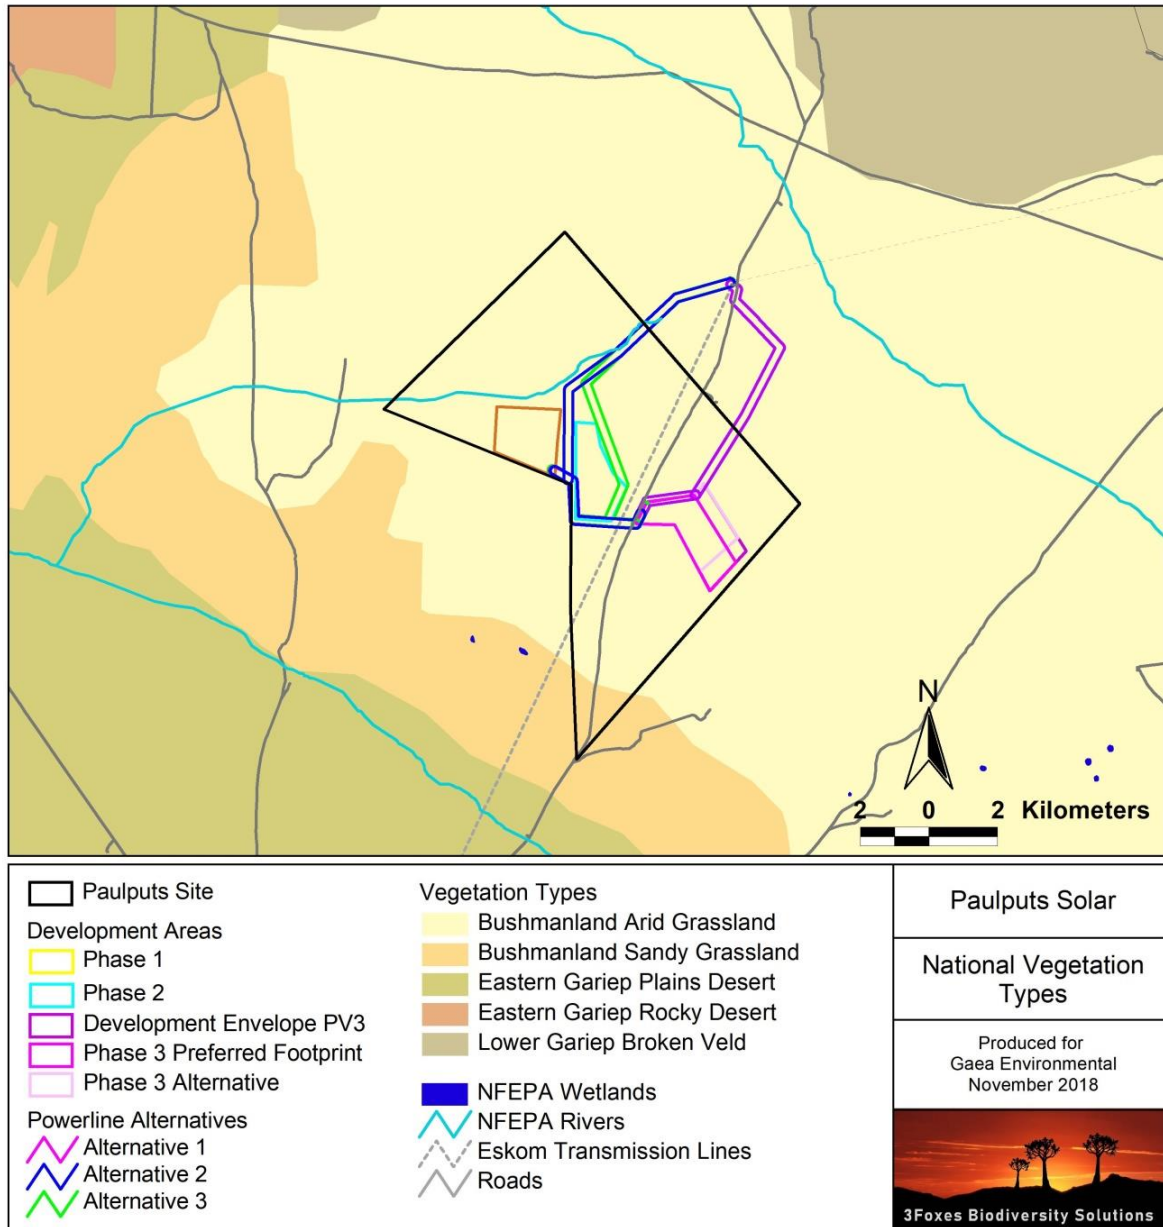 N
2 0 2 Kilometers
Paulputs Site
Development Areas
Phase 1
Phase 2
Development Envelope PV3
Phase 3 Preferred Footprint
Phase 3 Alternative
Powerline Alternatives
Alternative 1
Alternative 2
Alternative 3
Vegetation Types
Bushmanland Arid Grassland
Bushmanland Sandy Grassland
Eastern Gariep Plains Desert
Eastern Gariep Rocky Desert
Lower Gariep Broken Veld
NFEPA Wetlands
NFEPA Rivers
Eskom Transmission Lines
Roads
Paulputs Solar
National Vegetation
Types
Produced for
Gaea Environmental
November 2018
3Foxes Biodiversity Solutions